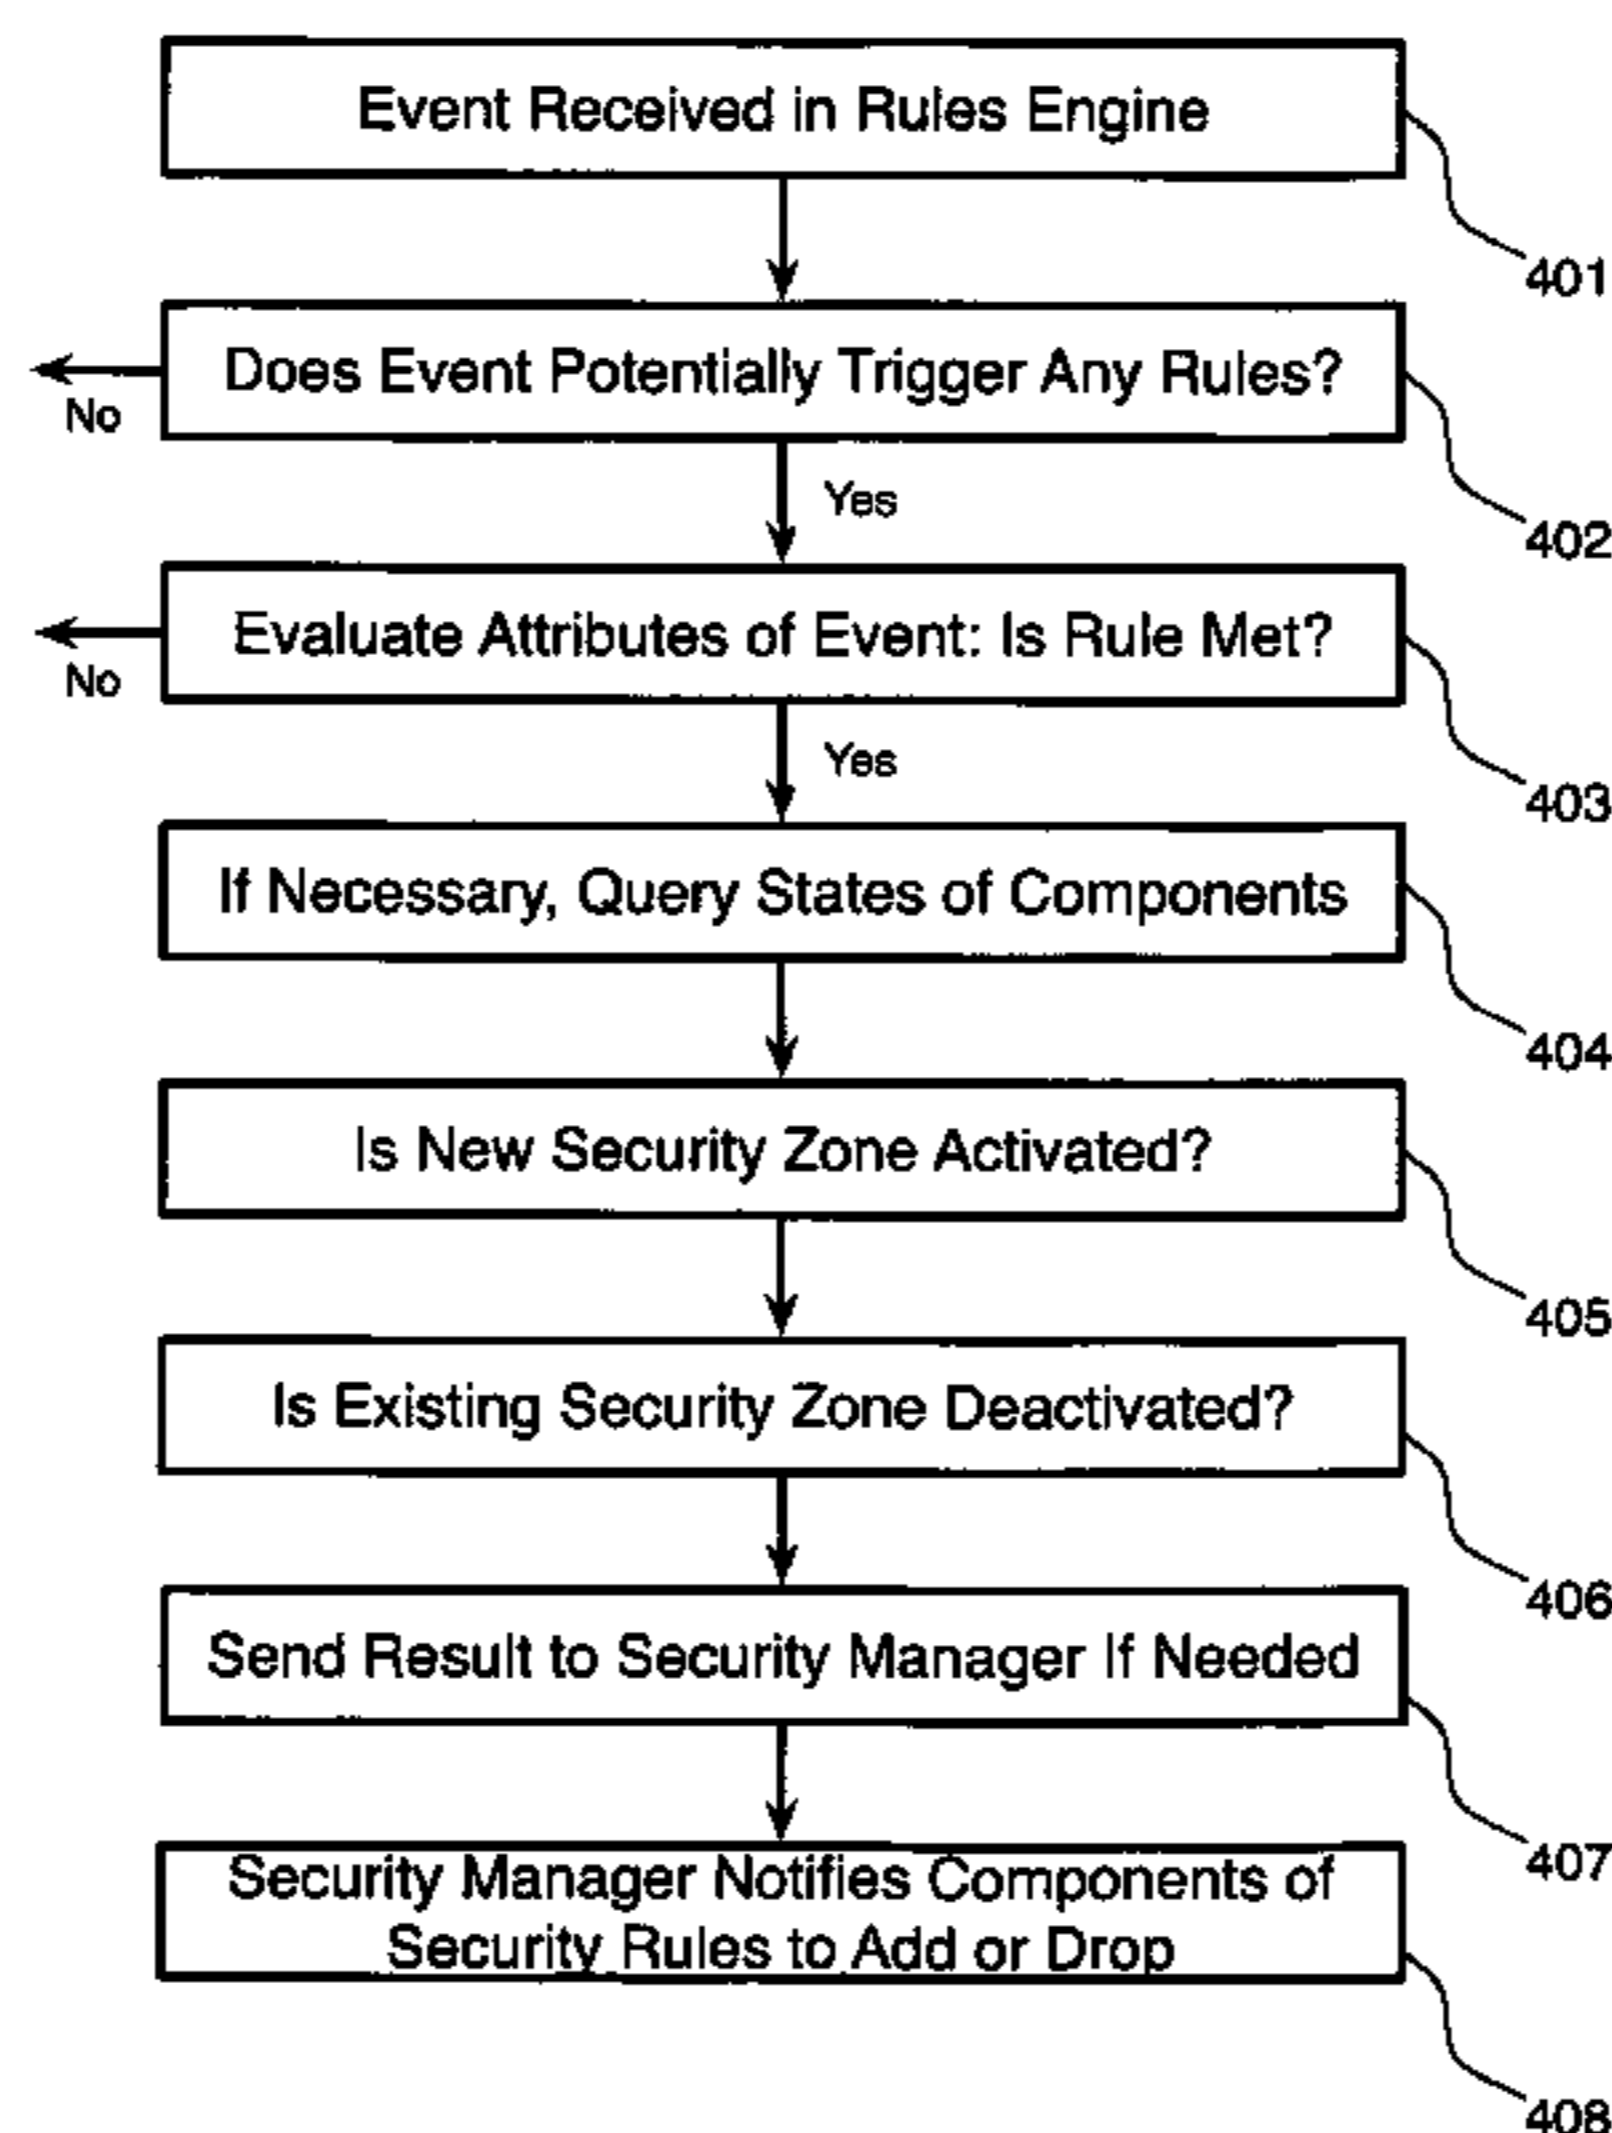 Event Received in Rules Engine
401
Does Event Potentially Trigger Any Rules?
No
Yes
402
Evaluate Attributes of Event: Is Rule Met?
No
Yes
403
If Necessary, Query States of Components
404
Is New Security Zone Activated?
405
Is Existing Security Zone Deactivated?
406
Send Result to Security Manager If Needed
407
Security Manager Notifies Components of
Security Rules to Add or Drop
408